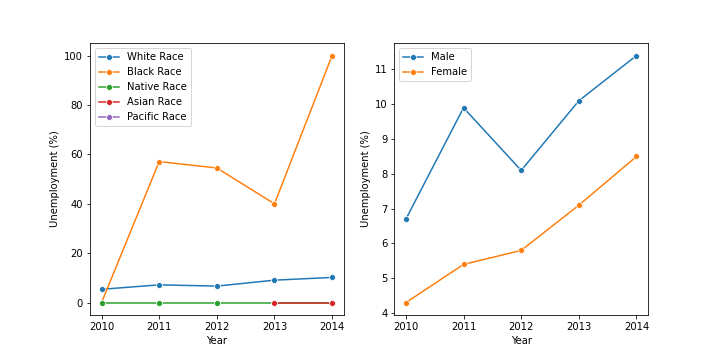 White Race
Black Race
Native Race
Asian Race
Pacific Race
Unemployment (%)
100
80
60
40
20
0
2010 2011 2012 2013 2014
Year
Male
Female
Unemployment (%)
11
10
9
8
7
6
5
4
2010 2011 2012 2013 2014
Year